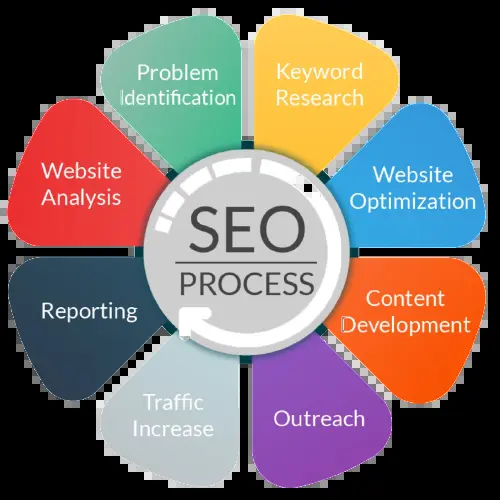 Problem
Identification
Keyword
Research
Website
Analysis
Website
Optimization
SEO
PROCESS
Reporting
Content
Development
Traffic
Increase
Outreach